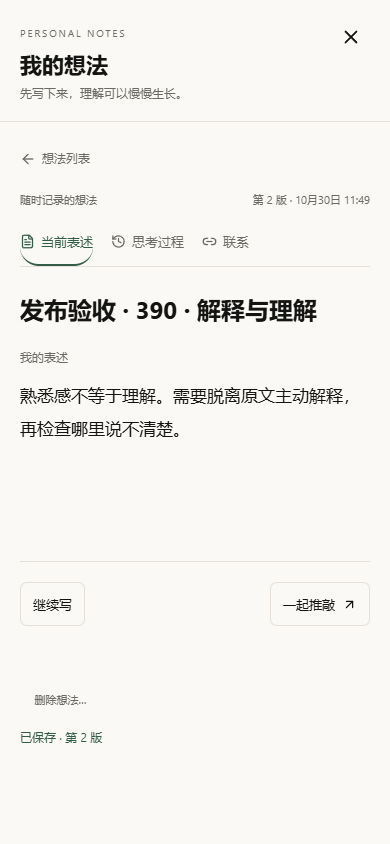 PERSONAL NOTES
我的想法
先写下来，理解可以慢慢生长。
想法列表
随时记录的想法
第 2 版 · 10月30日 11:49
当前表述 思考过程 联系
发布验收 · 390 · 解释与理解
我的表述
熟悉感不等于理解。需要脱离原文主动解释，
再检查哪里说不清楚。
继续写
一起推敲
删除想法...
已保存 · 第 2 版